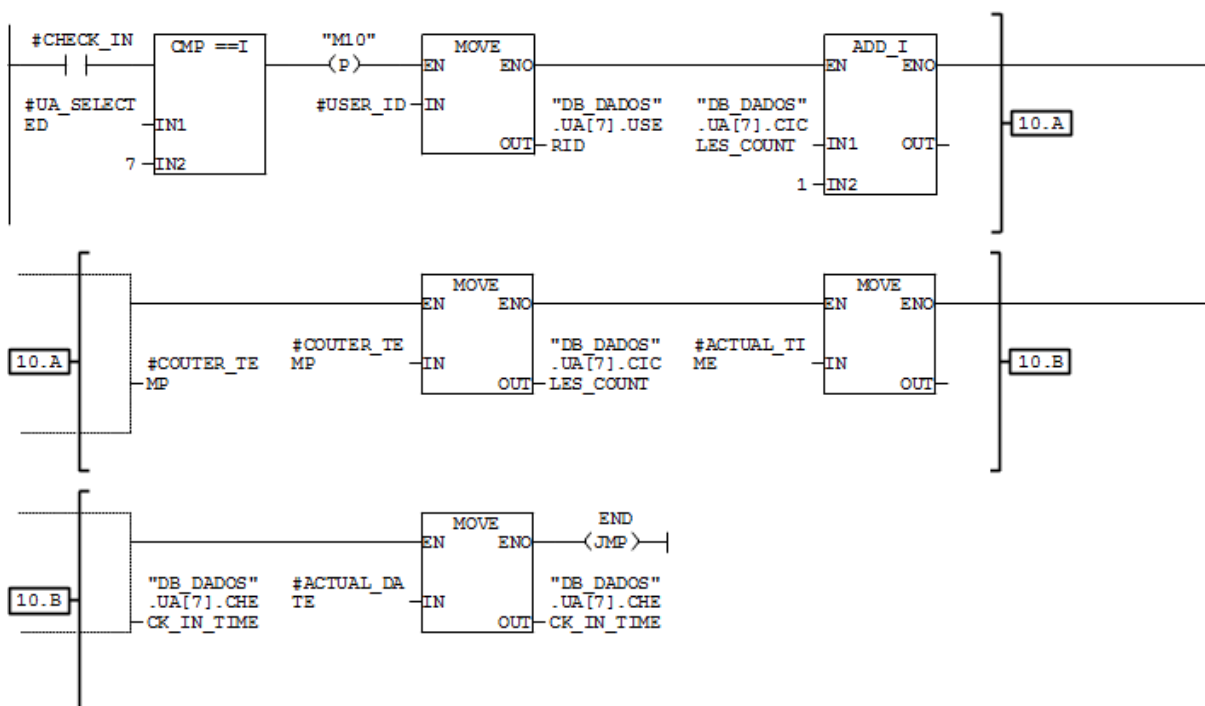 #CHECK_IN
CMP ==I
"M10"
(P)
MOVE
EN ENO
ADD_I
EN ENO
#UA_SELECT
ED
IN1
7
IN2
#USER_ID
IN
OUT
"DB_DADOS"
.UA[7].USE
RID
"DB_DADOS"
.UA[7].CIC
LES_COUNT
IN1
OUT
1
IN2
10.A
10.A
#COUTER_TE
MP
MOVE
EN ENO
#COUTER_TE
MP
IN
OUT
"DB_DADOS"
.UA[7].CIC
LES_COUNT
MOVE
EN ENO
#ACTUAL_TI
ME
IN
OUT
10.B
10.B
"DB_DADOS"
.UA[7].CHE
CK_IN_TIME
MOVE
EN ENO
#ACTUAL_DA
TE
IN
OUT
END
(JMP)
"DB_DADOS"
.UA[7].CHE
CK_IN_TIME